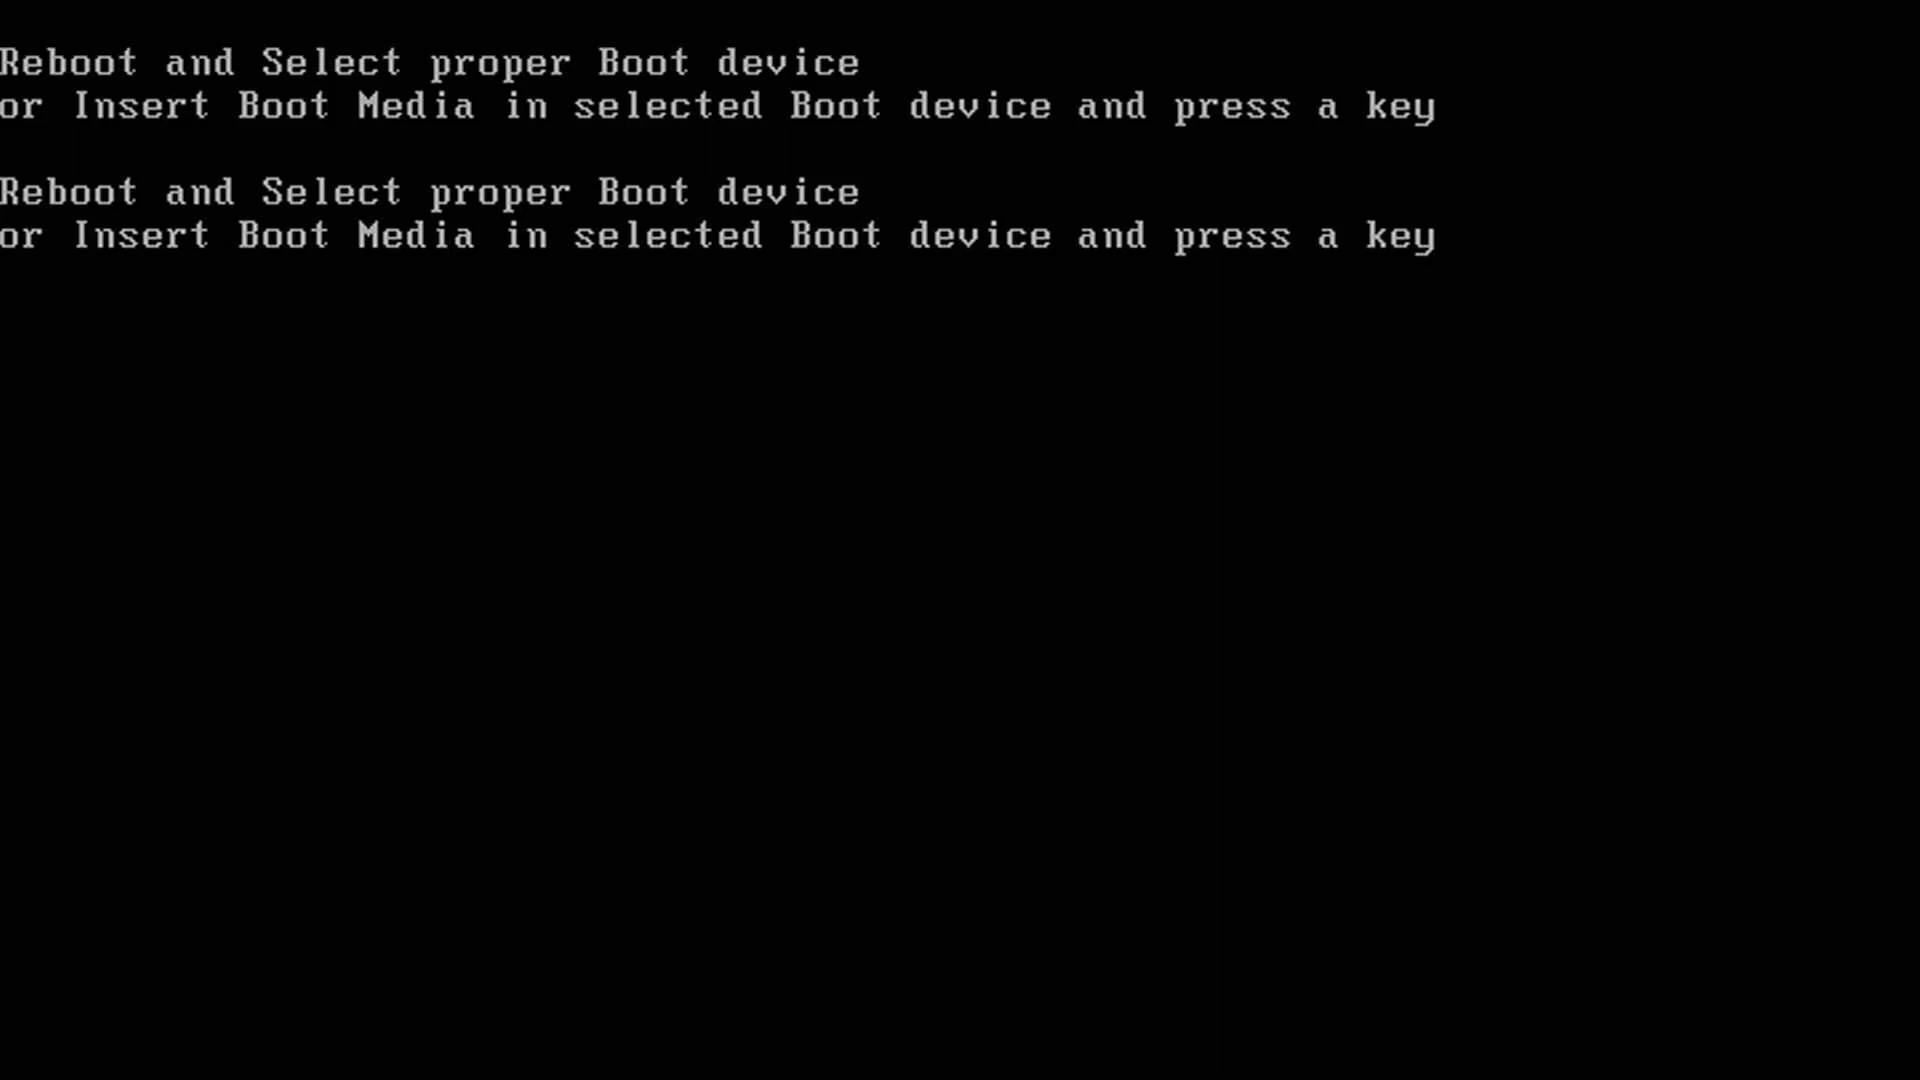 Reboot and Select proper Boot device
or Insert Boot Media in selected Boot device and press a key
Reboot and Select proper Boot device
or Insert Boot Media in selected Boot device and press a key